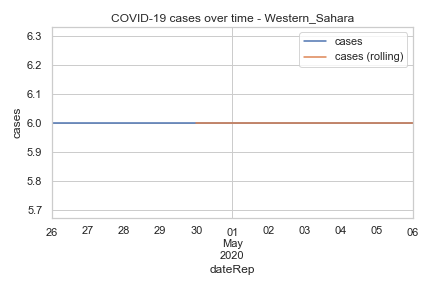 COVID-19 cases over time - Western_Sahara
cases
cases (rolling)
6.3
6.2
6.1
6.0
5.9
5.8
5.7
cases
26 27 28 29 30 01 02 03 04 05 06
May
2020
dateRep